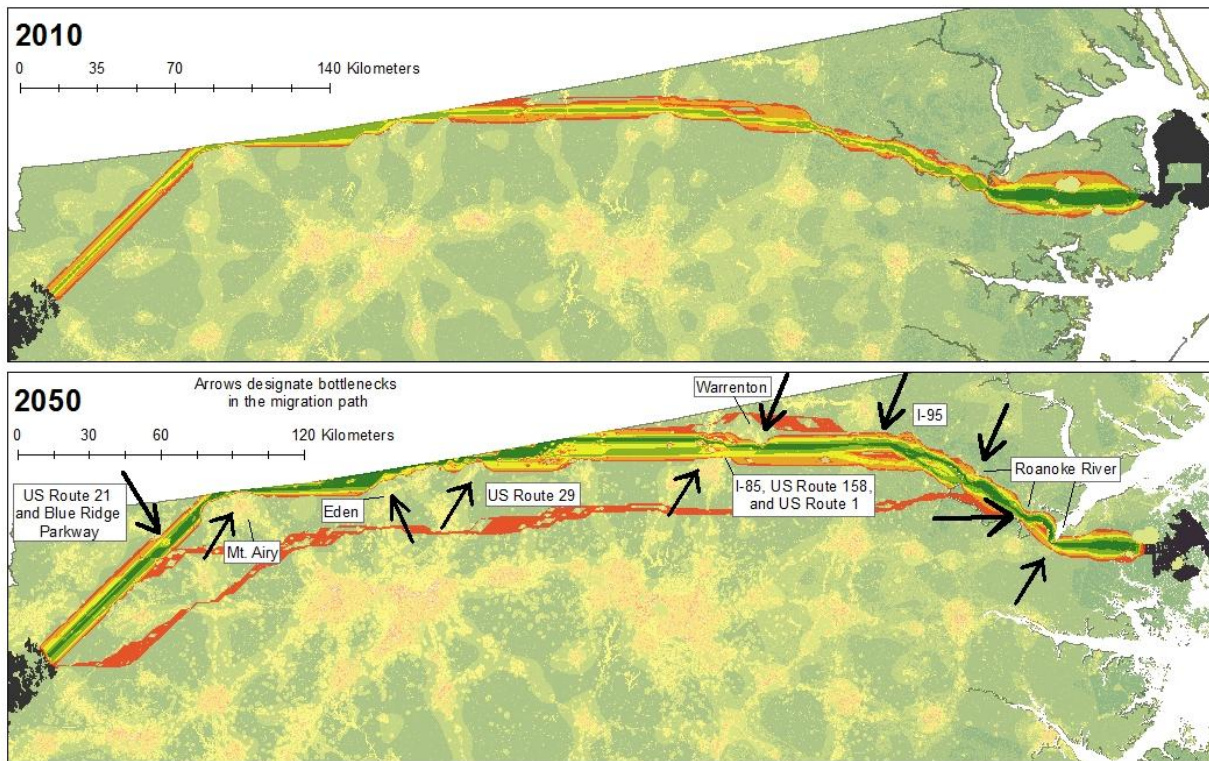 2010
0 35 70 140 Kilometers
2050
Arrows designate bottlenecks
in the migration path
0 30 60 120 Kilometers
Warrenton
I-95
Roanoke River
US Route 21
and Blue Ridge
Parkway
Mt. Airy
Eden
US Route 29
I-85, US Route 158,
and US Route 1